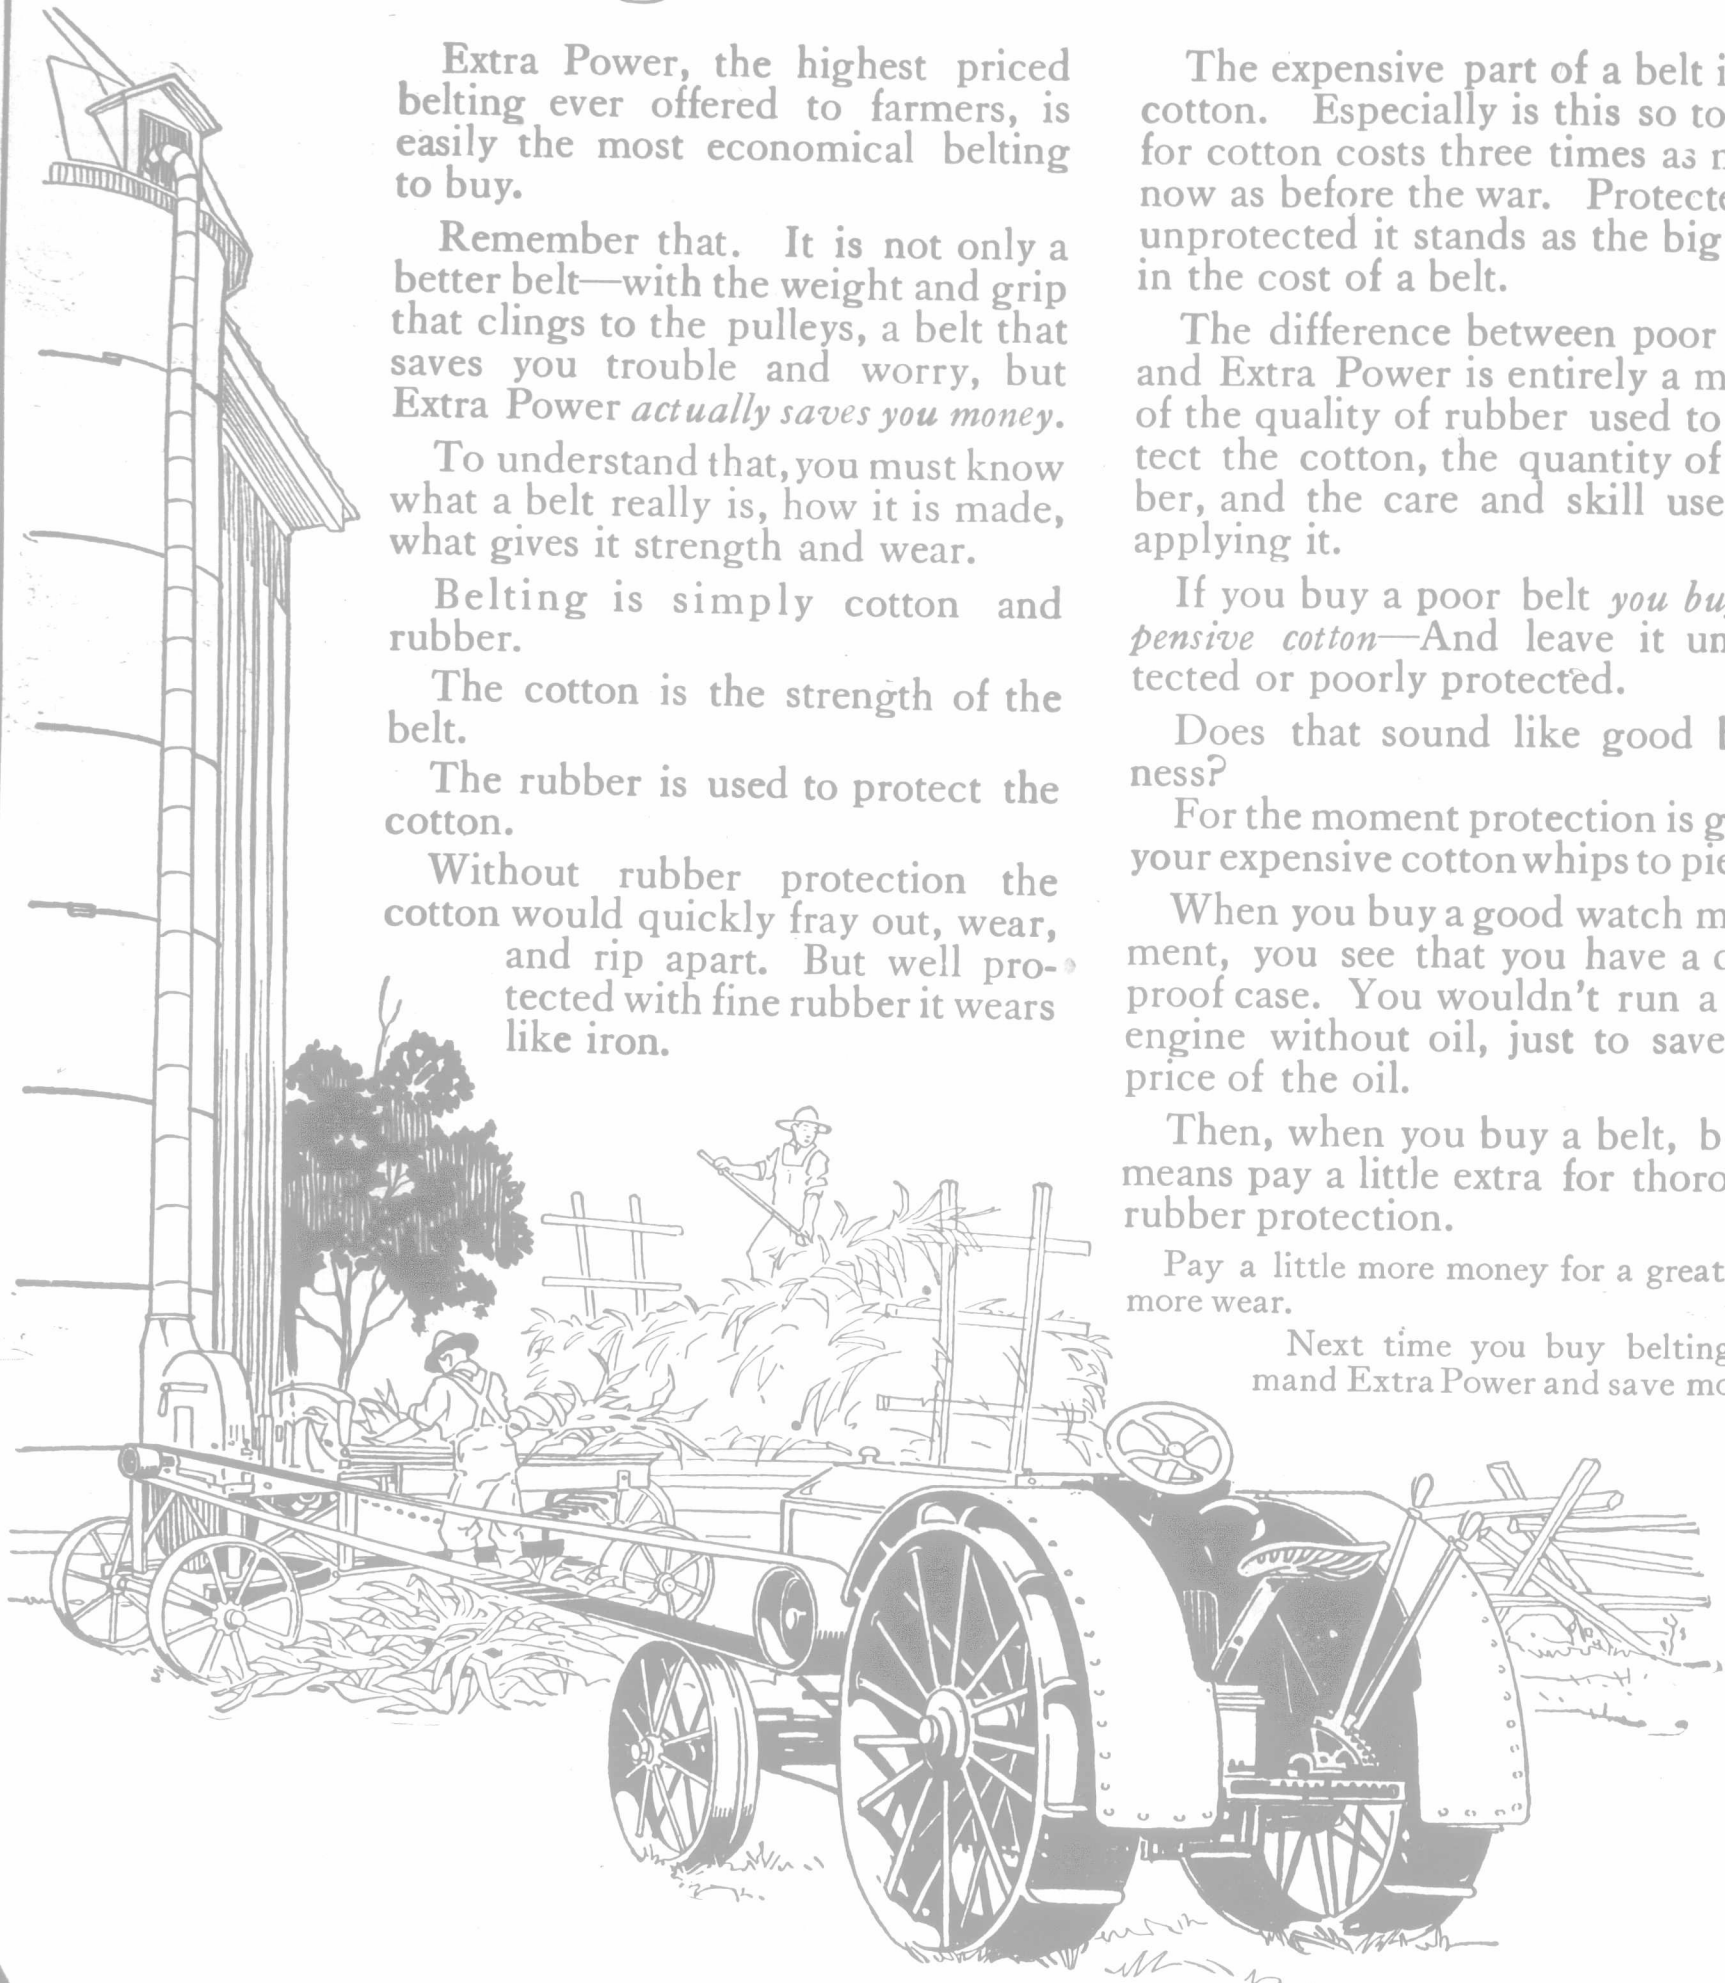 Extra Power, the highest priced
belting ever offered to farmers, is
easily the most economical belting
to buy.
Remember that. It is not only a
better belt—with the weight and grip
that clings to the pulleys, a belt that
saves you trouble and worry, but
Extra Power actually saves you money.
To understand that, you must know
what a belt really is, how it is made,
what gives it strength and wear.
Belting is simply cotton and
rubber.
The cotton is the strength of the
belt.
The rubber is used to protect the
cotton.
Without rubber protection the
cotton would quickly fray out, wear,
and rip apart. But well pro-
tected with fine rubber it wears
like iron.
The expensive part of a belt
cotton. Especially is this so
for cotton costs three times as
now as before the war.
unprotected it stands as the big
in the cost of a belt.
The difference between poor
and Extra Power is entirely a
of the quality of rubber used to
tect the cotton, the quantity of
ber, and the care and skill
applying it.
If you buy a poor belt you
pensive cotton—And leave it
tected or poorly protected.
Does that sound like good
ness?
For the moment protection is
your expensive cotton whips to
When you buy a good watch
ment, you see that you have a
proof case. You wouldn't run a
engine without oil, just to save
price of the oil.
Then, when you buy a belt,
means pay a little extra for
rubber protection.
Pay a little more money for a great
more wear.
Next time you buy belting
mand Extra Power and save